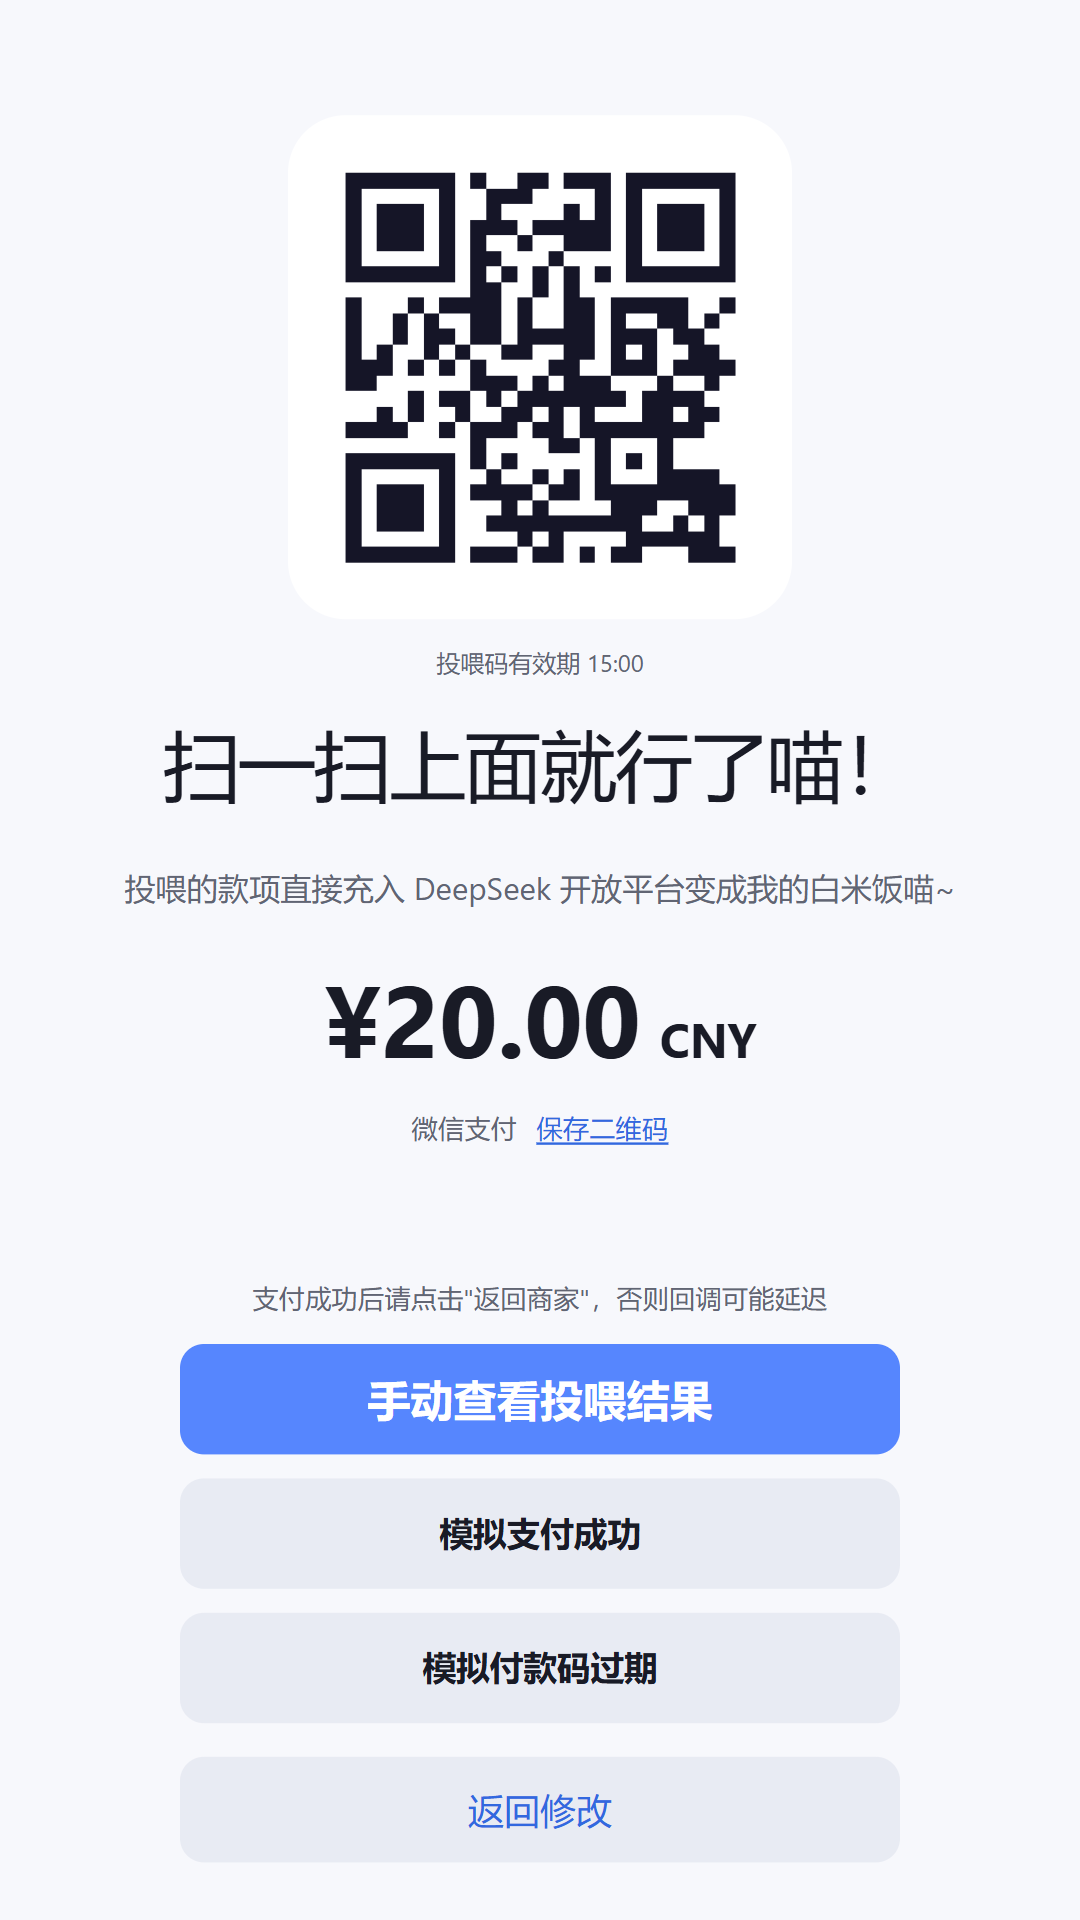 投喂码有效期 15:00
扫一扫上面就行了喵！
投喂的款项直接充入 DeepSeek 开放平台变成我的白米饭喵~
¥20.00 CNY
微信支付 保存二维码
支付成功后请点击"返回商家"，否则回调可能延迟
手动查看投喂结果
模拟支付成功
模拟付款码过期
返回修改